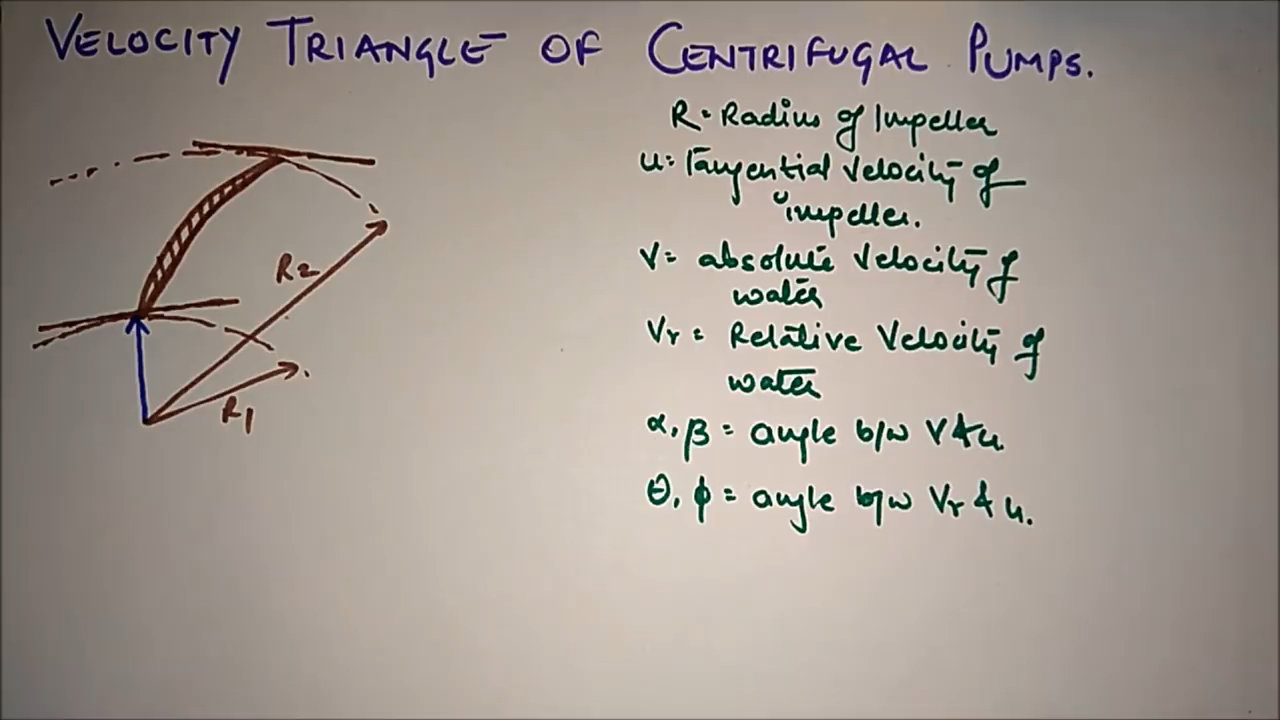 VELOCITY TRIANGLE OF CENTRIFUGAL PUMPS.
R = Radius of Impeller
u = Tangential Velocity of
impeller.
V = absolute Velocity of
water
Vr = Relative Velocity of
water
α, β = angle b/w V & u
θ, ϕ = angle b/w Vr & u.
R2
R1